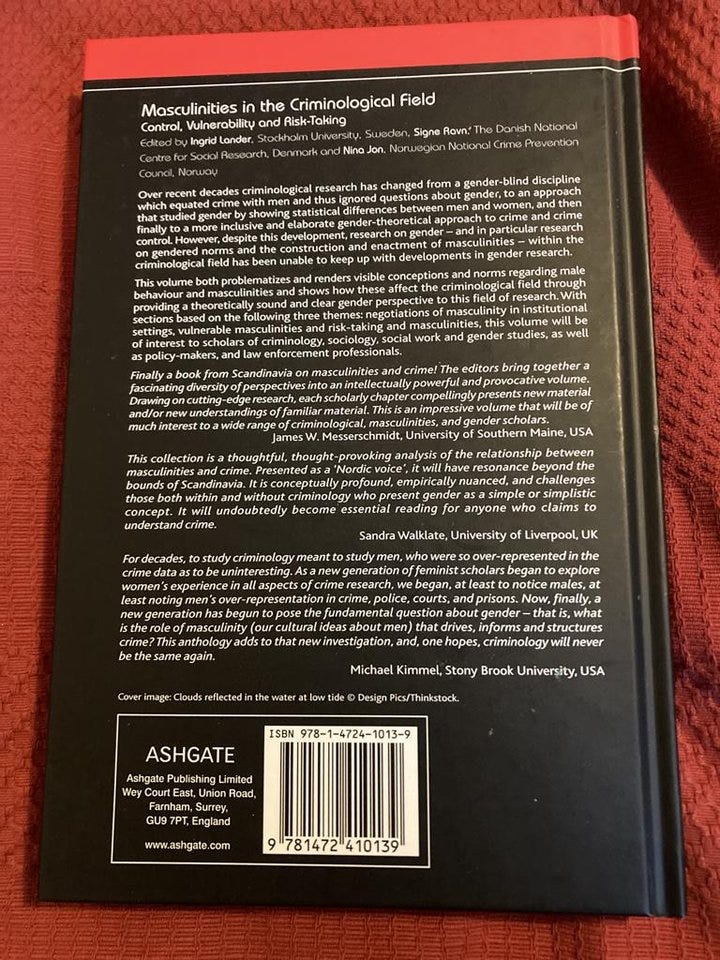 Masculinities in the Criminological Field
Control, Vulnerability and Risk-Taking
Edited by Ingrid Lander, Stockholm University, Sweden, Signe Ravn, The Danish National
Centre for Social Research, Denmark and Nina Jon, Norwegian National Crime Prevention
Council, Norway
Over recent decades criminological research has changed from a gender-blind discipline
which equated crime with men and thus ignored questions about gender, to an approach
that studied gender by showing statistical differences between men and women, and then
finally to a more inclusive and elaborate gender-theoretical approach to crime and crime
control. However, despite this development, research on gender – and in particular research
on gendered norms and the construction and enactment of masculinities – within the
criminological field has been unable to keep up with developments in gender research.
This volume both problematizes and renders visible conceptions and norms regarding male
behaviour and masculinities and shows how these affect the criminological field through
providing a theoretically sound and clear gender perspective to this field of research. With
sections based on the following three themes: negotiations of masculinity in institutional
settings, vulnerable masculinities and risk-taking and masculinities, this volume will be
of interest to scholars of criminology, sociology, social work and gender studies, as well
as policy-makers, and law enforcement professionals.
Finally a book from Scandinavia on masculinities and crime! The editors bring together a
fascinating diversity of perspectives into an intellectually powerful and provocative volume.
Drawing on cutting-edge research, each scholarly chapter compellingly presents new material
and/or new understandings of familiar material. This is an impressive volume that will be of
much interest to a wide range of criminological, masculinities, and gender scholars.
James W. Messerschmidt, University of Southern Maine, USA
This collection is a thoughtful, thought-provoking analysis of the relationship between
masculinities and crime. Presented as a 'Nordic voice', it will have resonance beyond the
bounds of Scandinavia. It is conceptually profound, empirically nuanced, and challenges
those both within and without criminology who present gender as a simple or simplistic
concept. It will undoubtedly become essential reading for anyone who claims to
understand crime.
Sandra Walklate, University of Liverpool, UK
For decades, to study criminology meant to study men, who were so over-represented in the
crime data as to be uninteresting. As a new generation of feminist scholars began to explore
women's experience in all aspects of crime research, we began, at least to notice males, at
least noting men's over-representation in crime, police, courts, and prisons. Now, finally, a
new generation has begun to pose the fundamental question about gender – that is, what
is the role of masculinity (our cultural ideas about men) that drives, informs and structures
crime? This anthology adds to that new investigation, and, one hopes, criminology will never
be the same again.
Michael Kimmel, Stony Brook University, USA
Cover image: Clouds reflected in the water at low tide © Design Pics/Thinkstock.
ASHGATE
Ashgate Publishing Limited
Wey Court East, Union Road,
Farnham, Surrey,
GU9 7PT, England
www.ashgate.com
ISBN 978-1-4724-1013-9
9 781472 410139